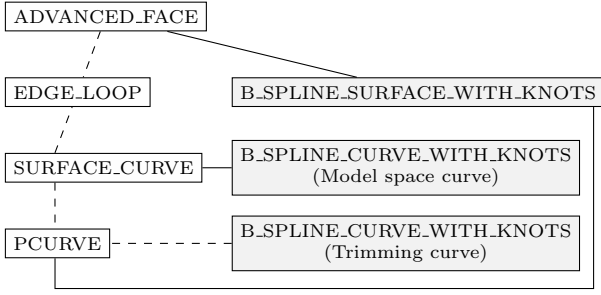 ADVANCED_FACE
EDGE_LOOP
B_SPLINE_SURFACE_WITH_KNOTS
SURFACE_CURVE
B_SPLINE_CURVE_WITH_KNOTS
(Model space curve)
PCURVE
B_SPLINE_CURVE_WITH_KNOTS
(Trimming curve)